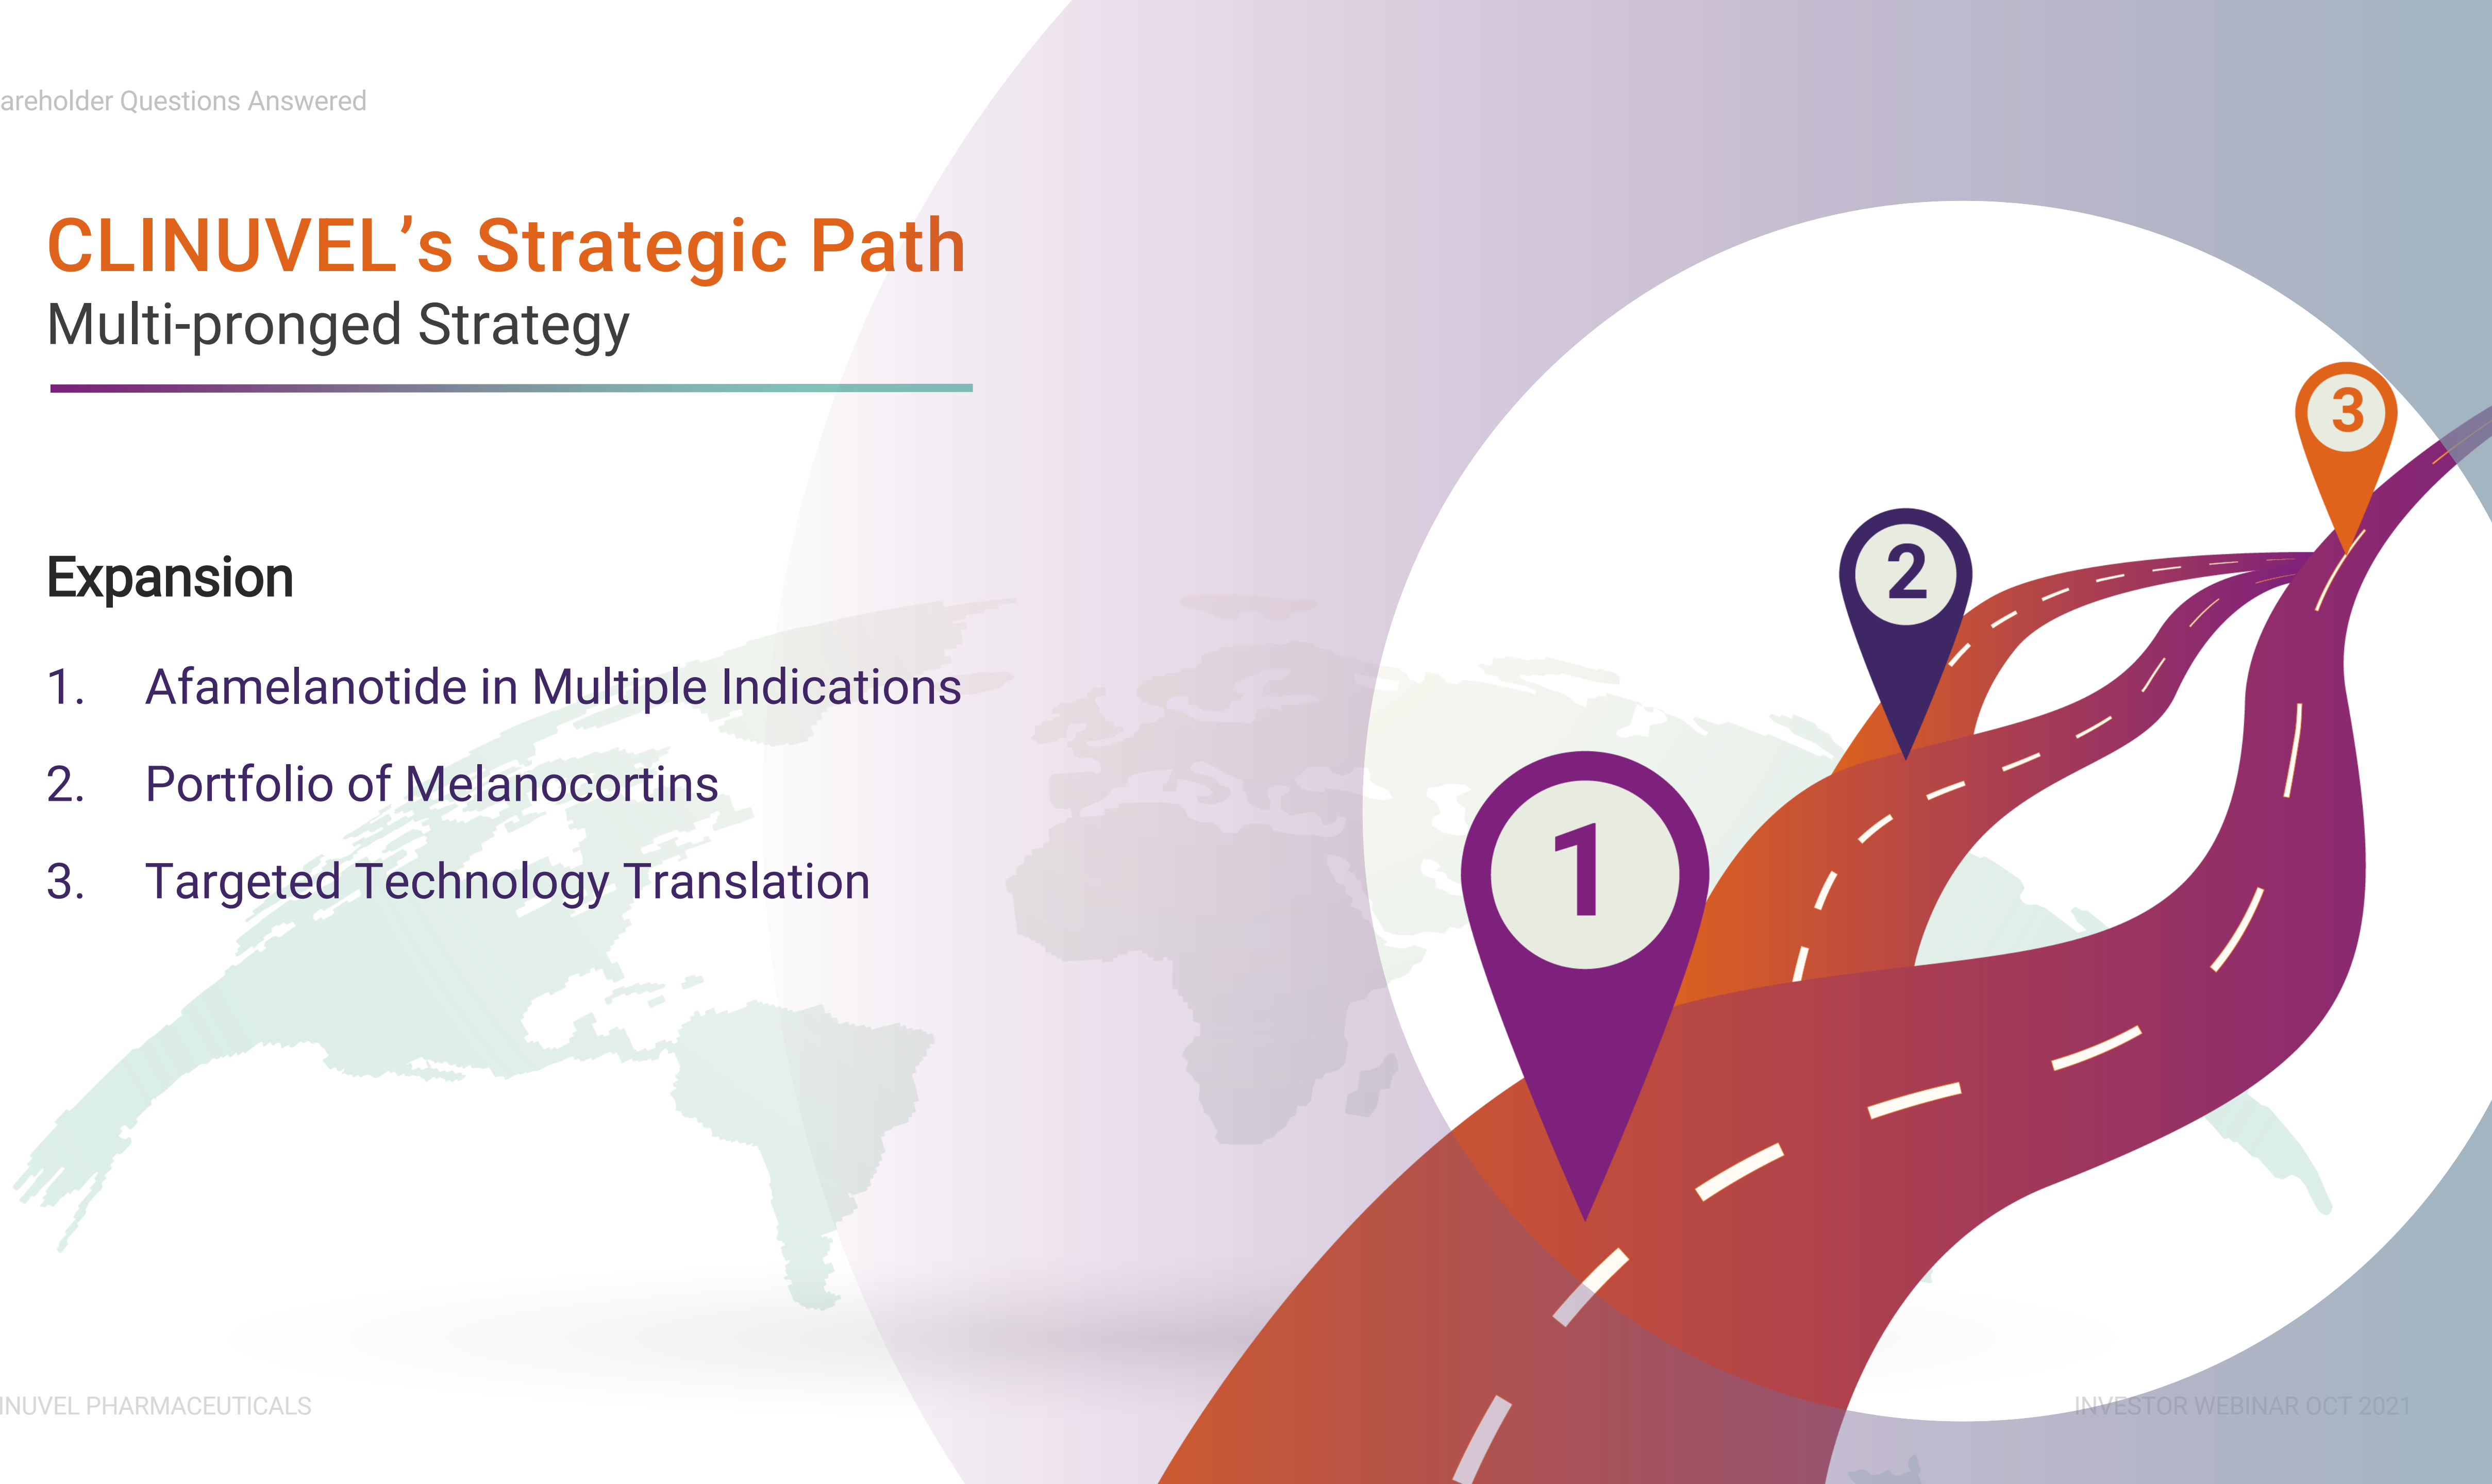 areholder Questions Answered
CLINUVEL’s Strategic Path
Multi-pronged Strategy
Expansion
1. Afamelanotide in Multiple Indications
2. Portfolio of Melanocortins
3. Targeted Technology Translation
3
2
1
INUVEL PHARMACEUTICALS
INVESTOR WEBINAR OCT 2021